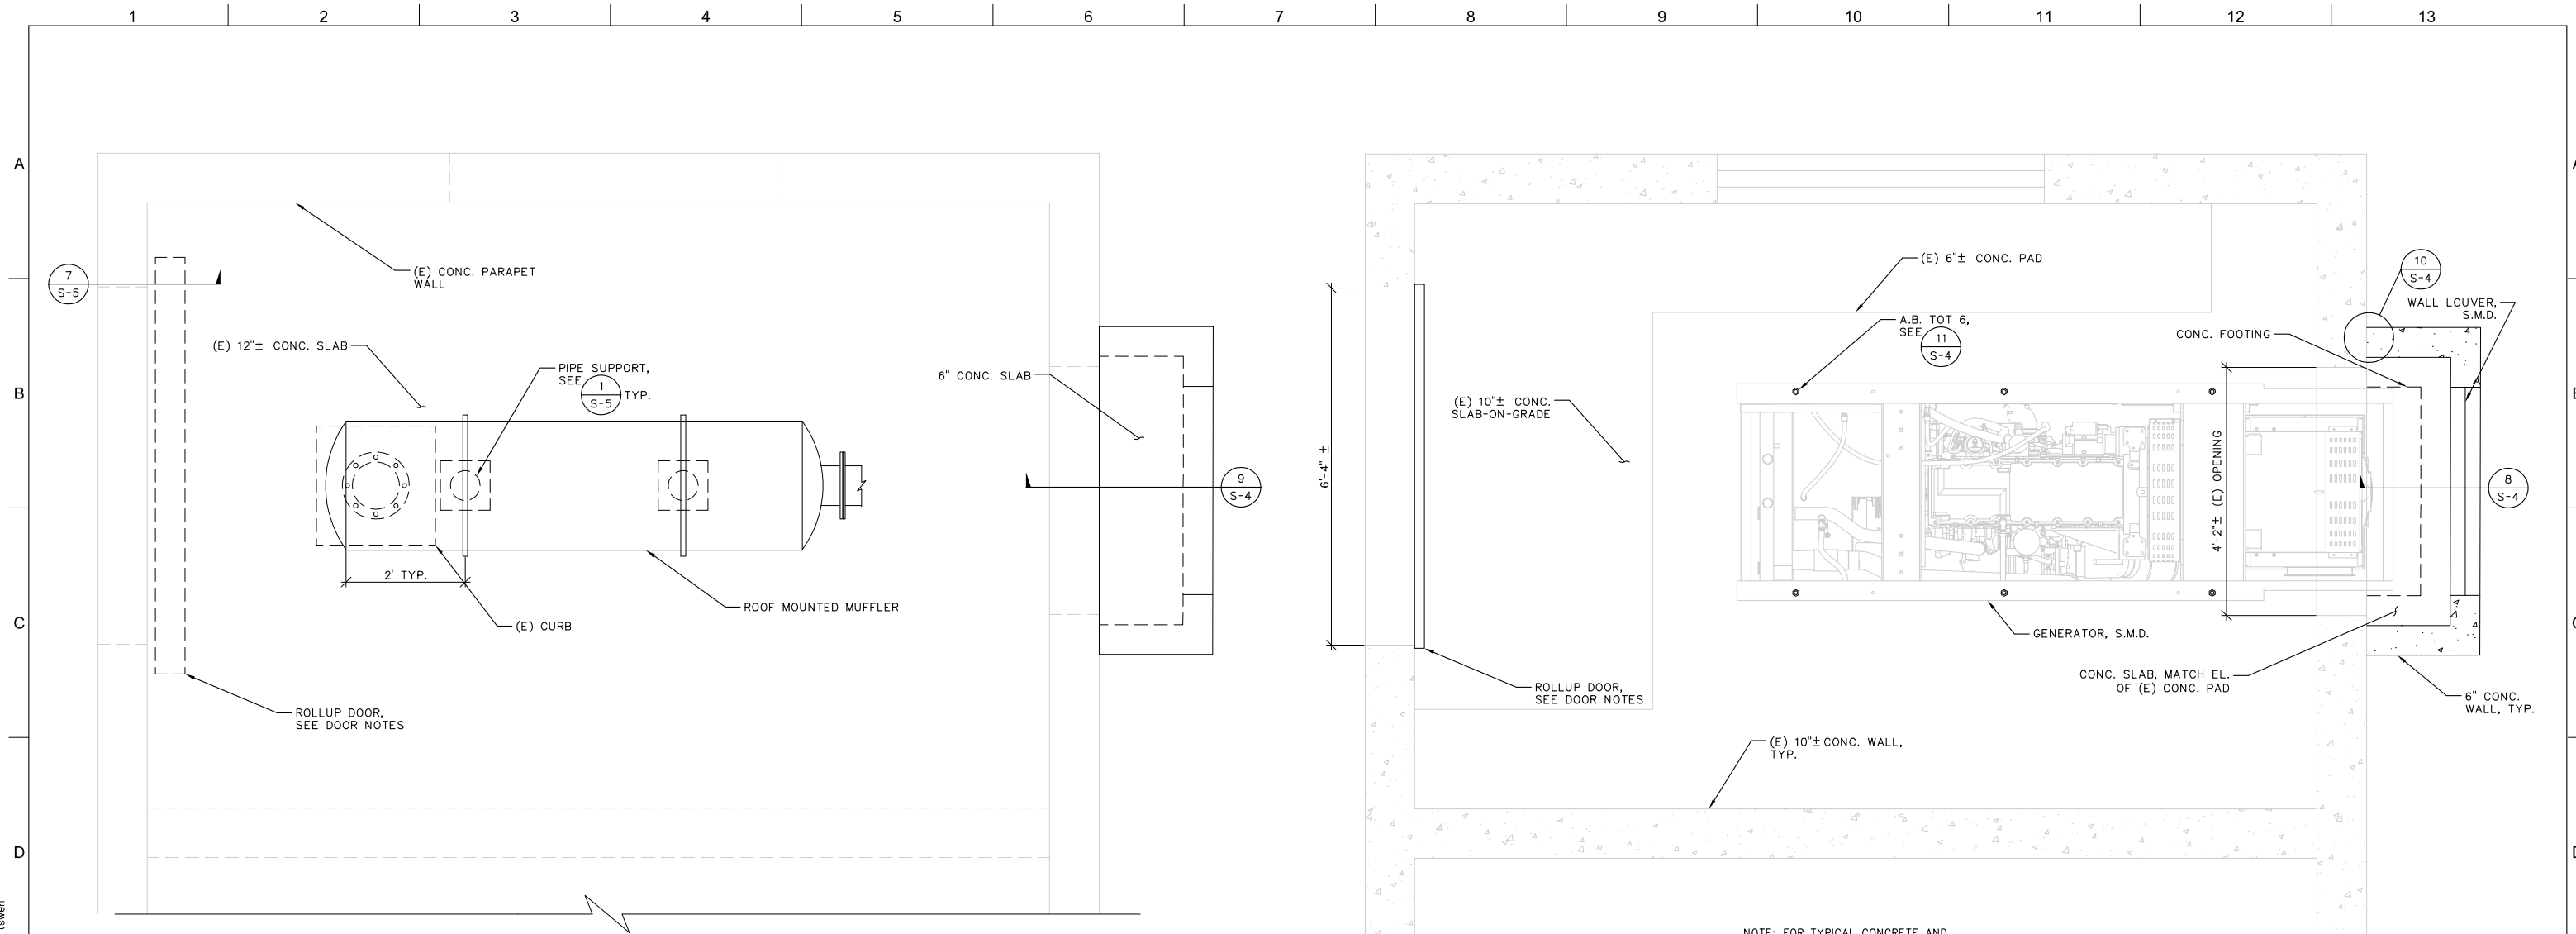 1 2 3 4 5 6 7 8 9 10 11 12 13
A
B
C
D
7
S-5
(E) CONC. PARAPET
WALL
(E) 12"± CONC. SLAB
PIPE SUPPORT,
SEE 1 TYP.
S-5
6" CONC. SLAB
9
S-4
2' TYP.
(E) CURB
ROOF MOUNTED MUFFLER
ROLLUP DOOR,
SEE DOOR NOTES
6'-4" ±
(E) 6"± CONC. PAD
A.B. TOT 6,
SEE 11
S-4
(E) 10"± CONC.
SLAB-ON-GRADE
10
S-4
WALL LOUVER,
S.M.D.
CONC. FOOTING
4'-2"± (E) OPENING
8
S-4
GENERATOR, S.M.D.
CONC. SLAB, MATCH EL.
OF (E) CONC. PAD
6" CONC.
WALL, TYP.
ROLLUP DOOR,
SEE DOOR NOTES
(E) 10"± CONC. WALL,
TYP.
NOTE: FOR TYPICAL CONCRETE AND